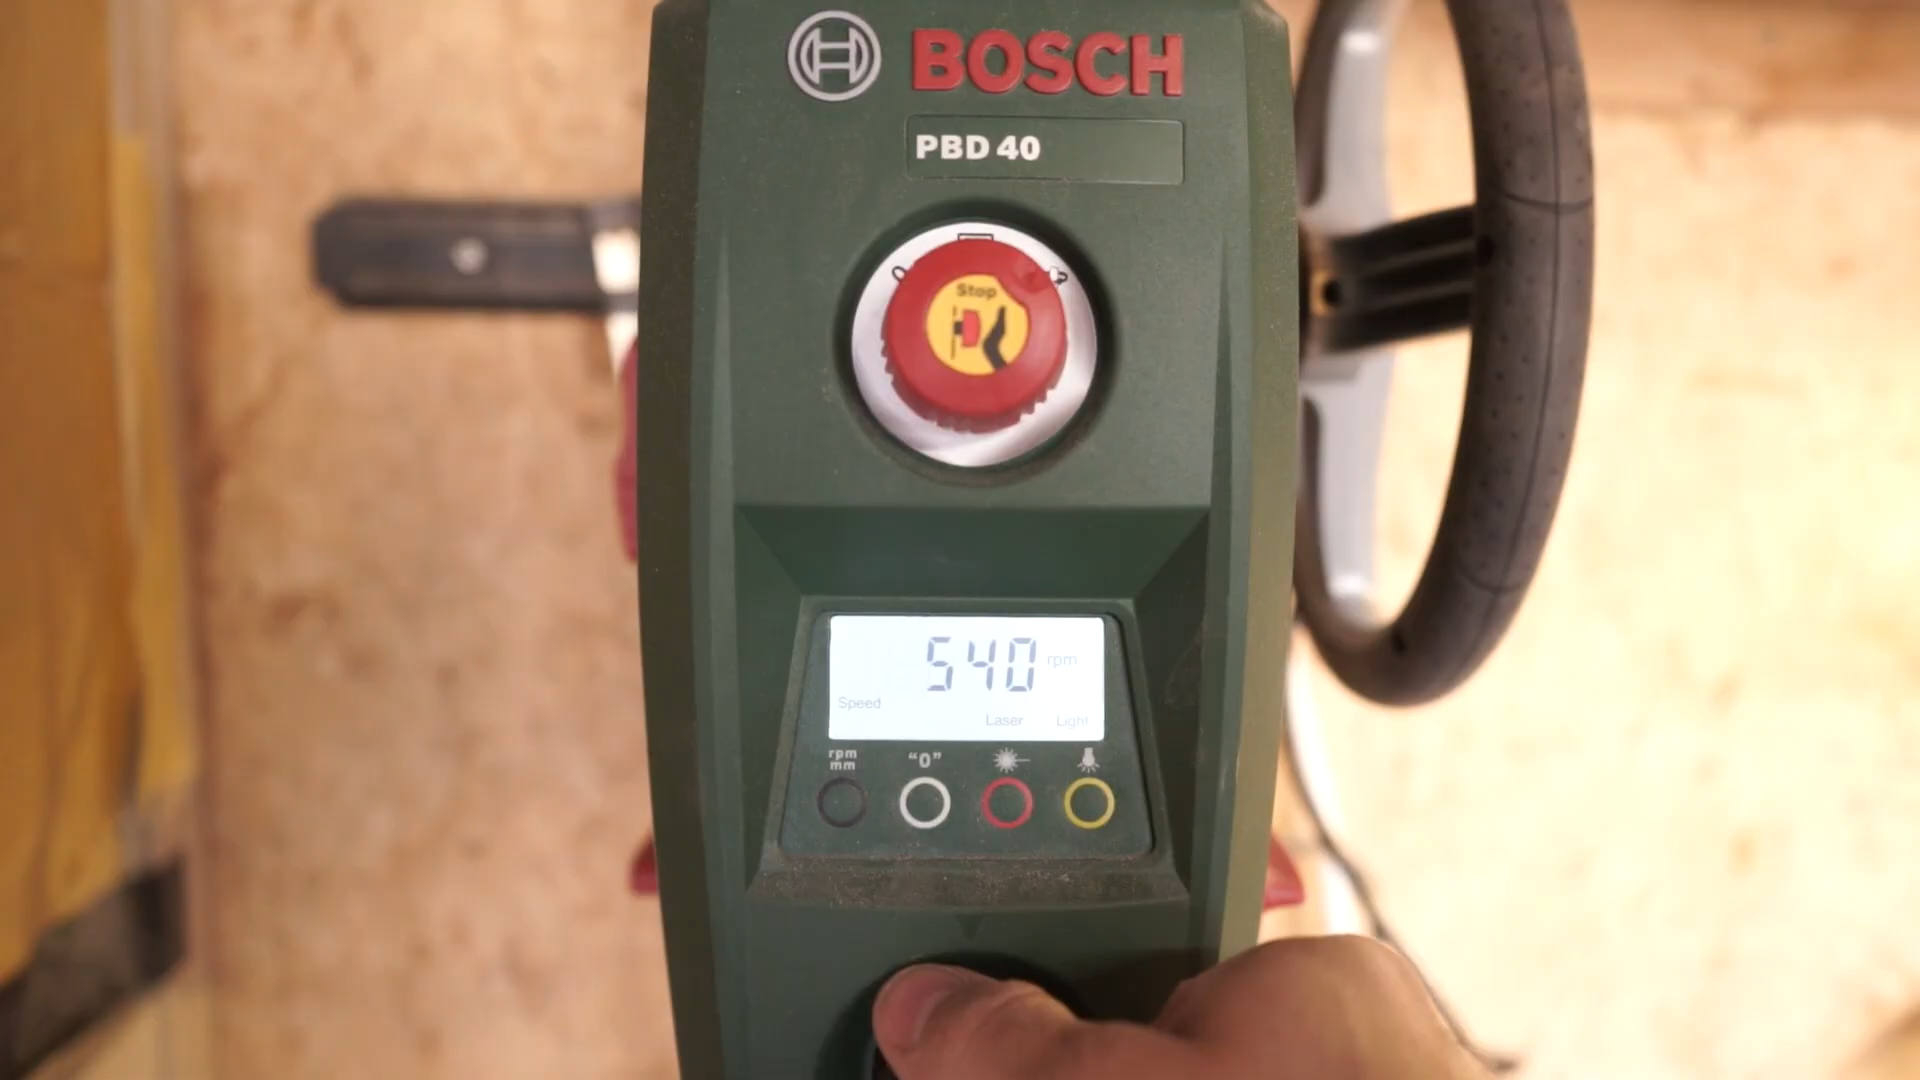 BOSCH
PBD 40
Stop
540 rpm
Speed
Laser Light
rpm
mm
“0”